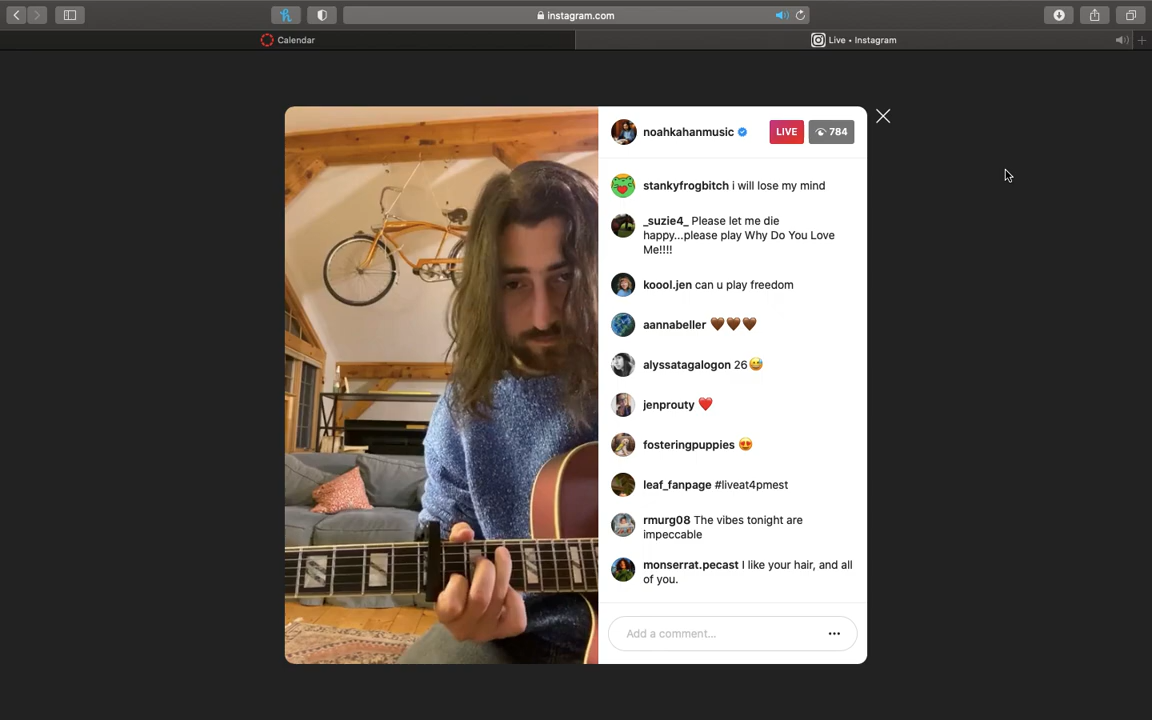 instagram.com
Calendar
Live • Instagram
noahkahanmusic
LIVE
784
stankyfrogbitch i will lose my mind
_suzie4_ Please let me die
happy...please play Why Do You Love
Me!!!!
koool.jen can u play freedom
aannabeller 🤎🤎🤎
alyssatagalogon 26😅
jenprouty ❤️
fosteringpuppies 😍
leaf_fanpage #liveat4pmest
rmurg08 The vibes tonight are
impeccable
monserrat.pecast I like your hair, and all
of you.
Add a comment...